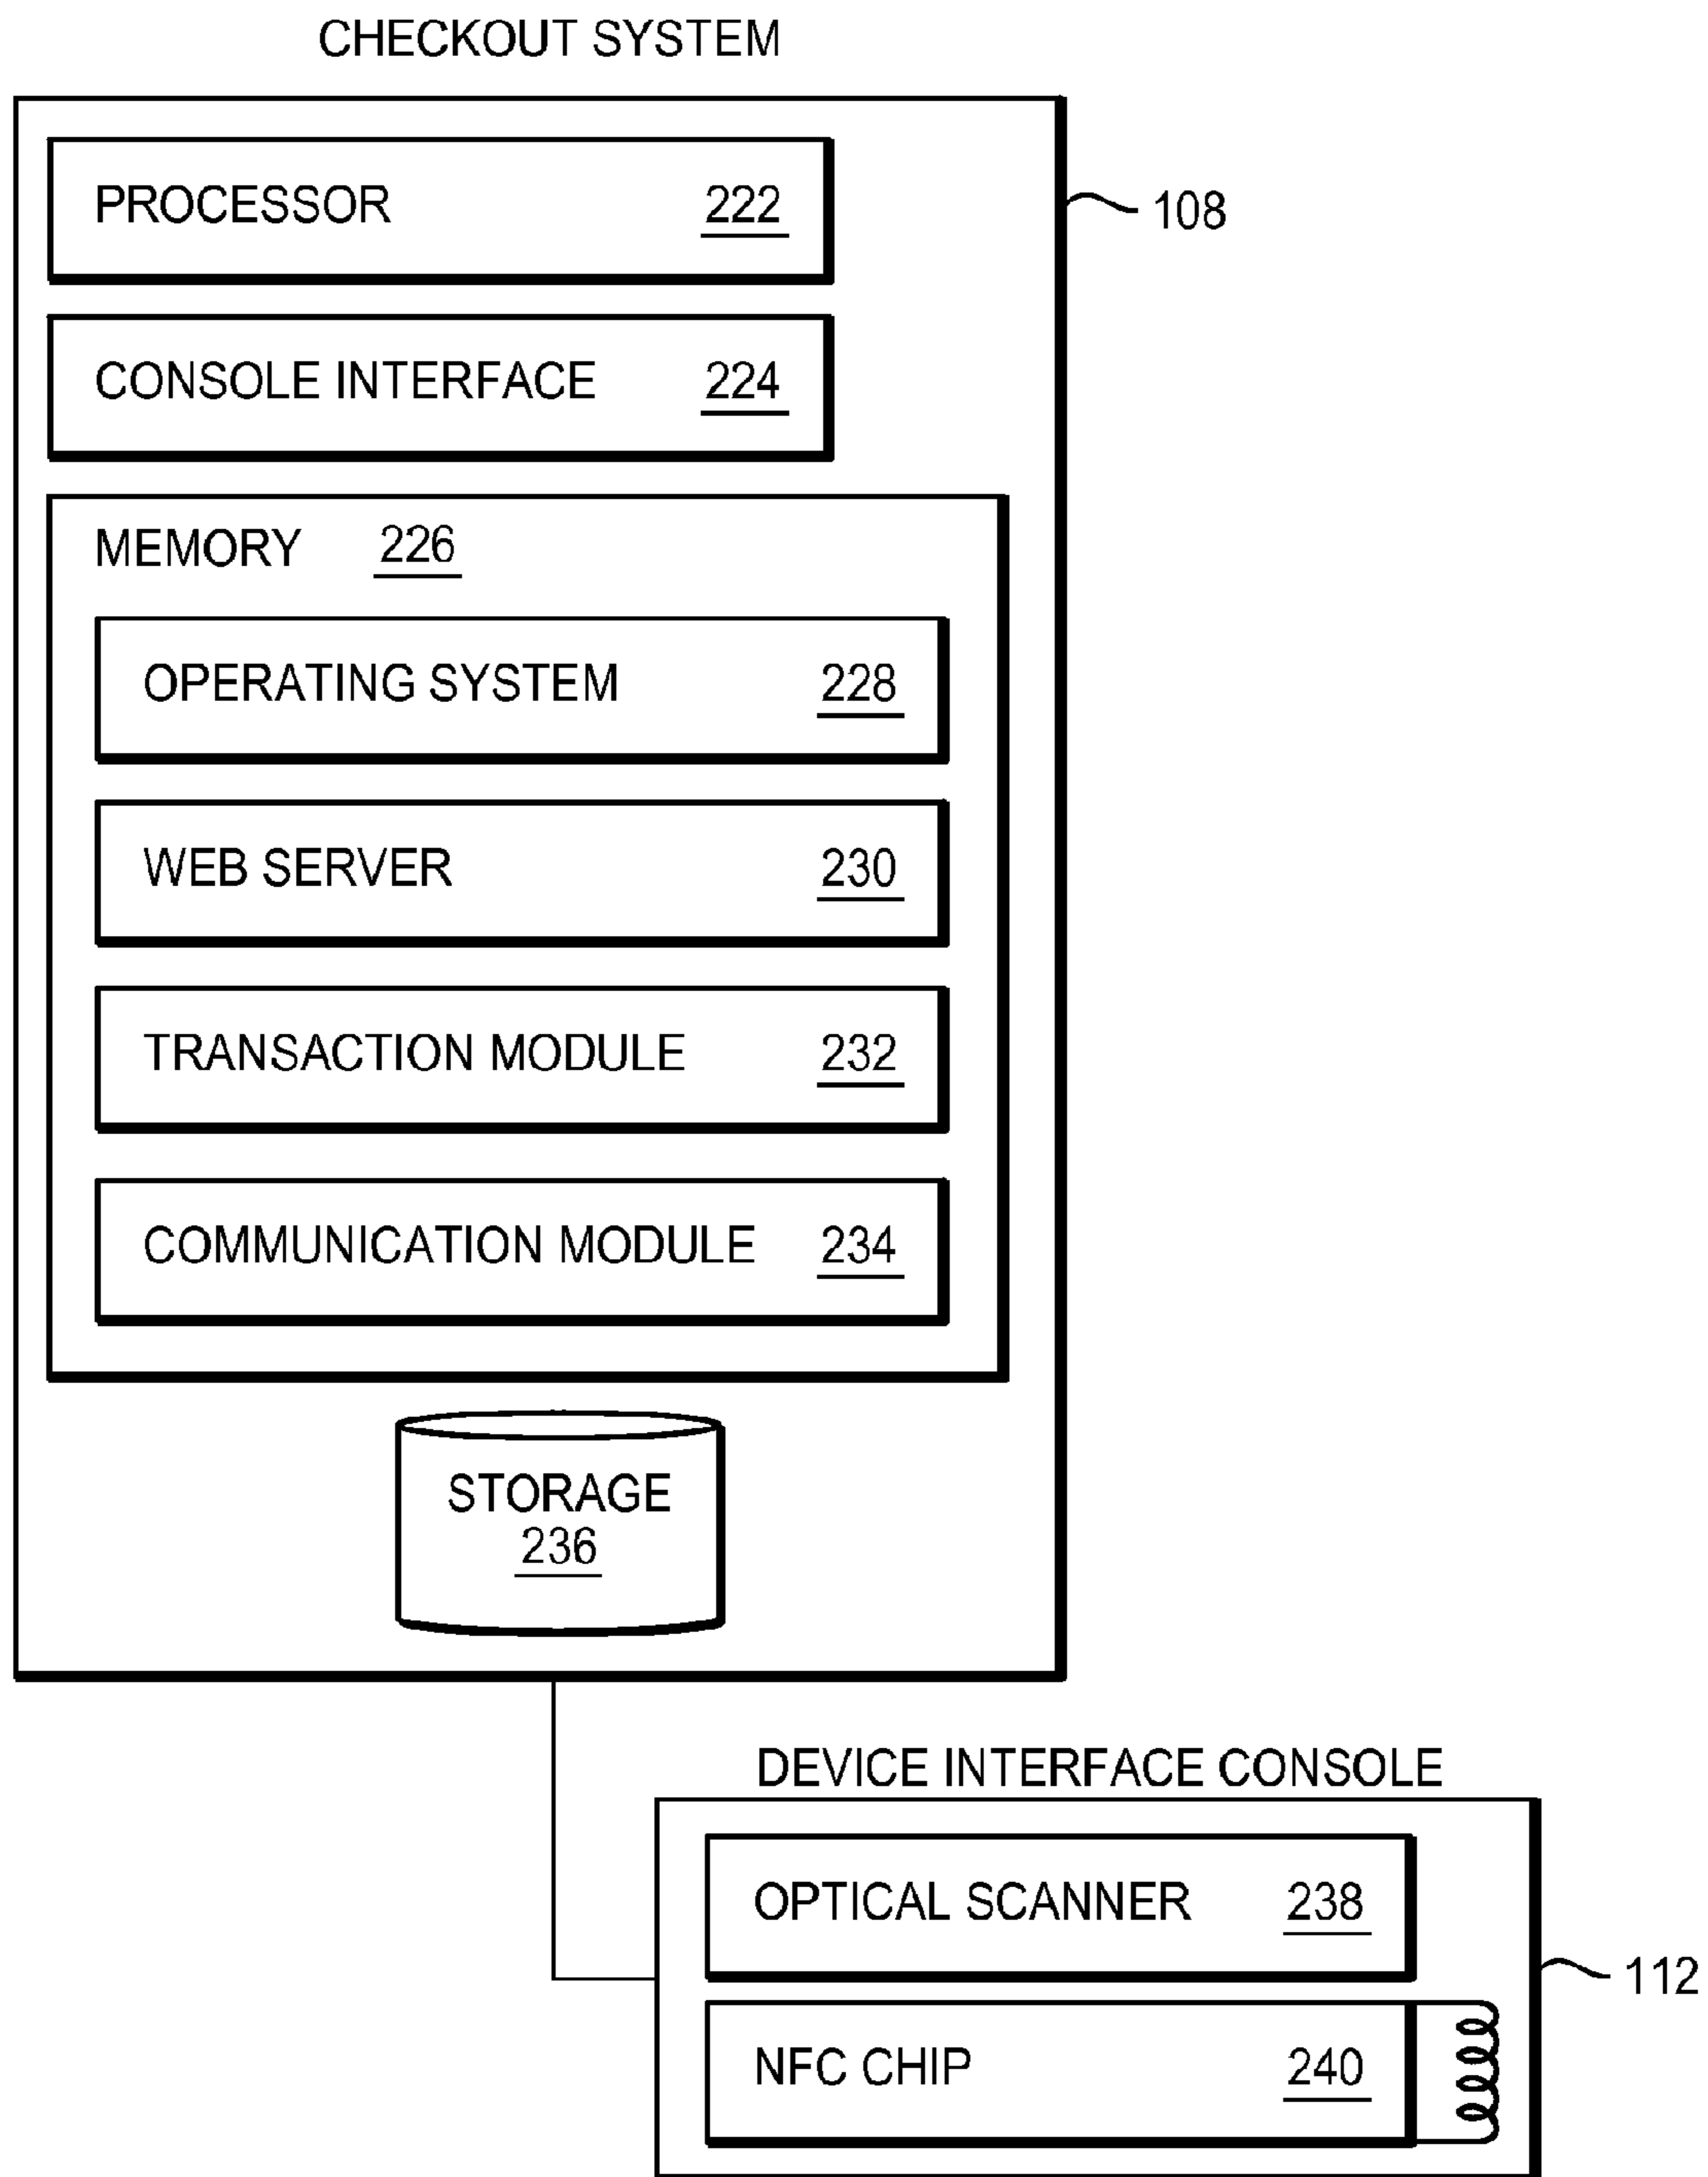 CHECKOUT SYSTEM
PROCESSOR 222
108
CONSOLE INTERFACE 224
MEMORY 226
OPERATING SYSTEM 228
WEB SERVER 230
TRANSACTION MODULE 232
COMMUNICATION MODULE 234
STORAGE
236
DEVICE INTERFACE CONSOLE
OPTICAL SCANNER 238
112
NFC CHIP 240